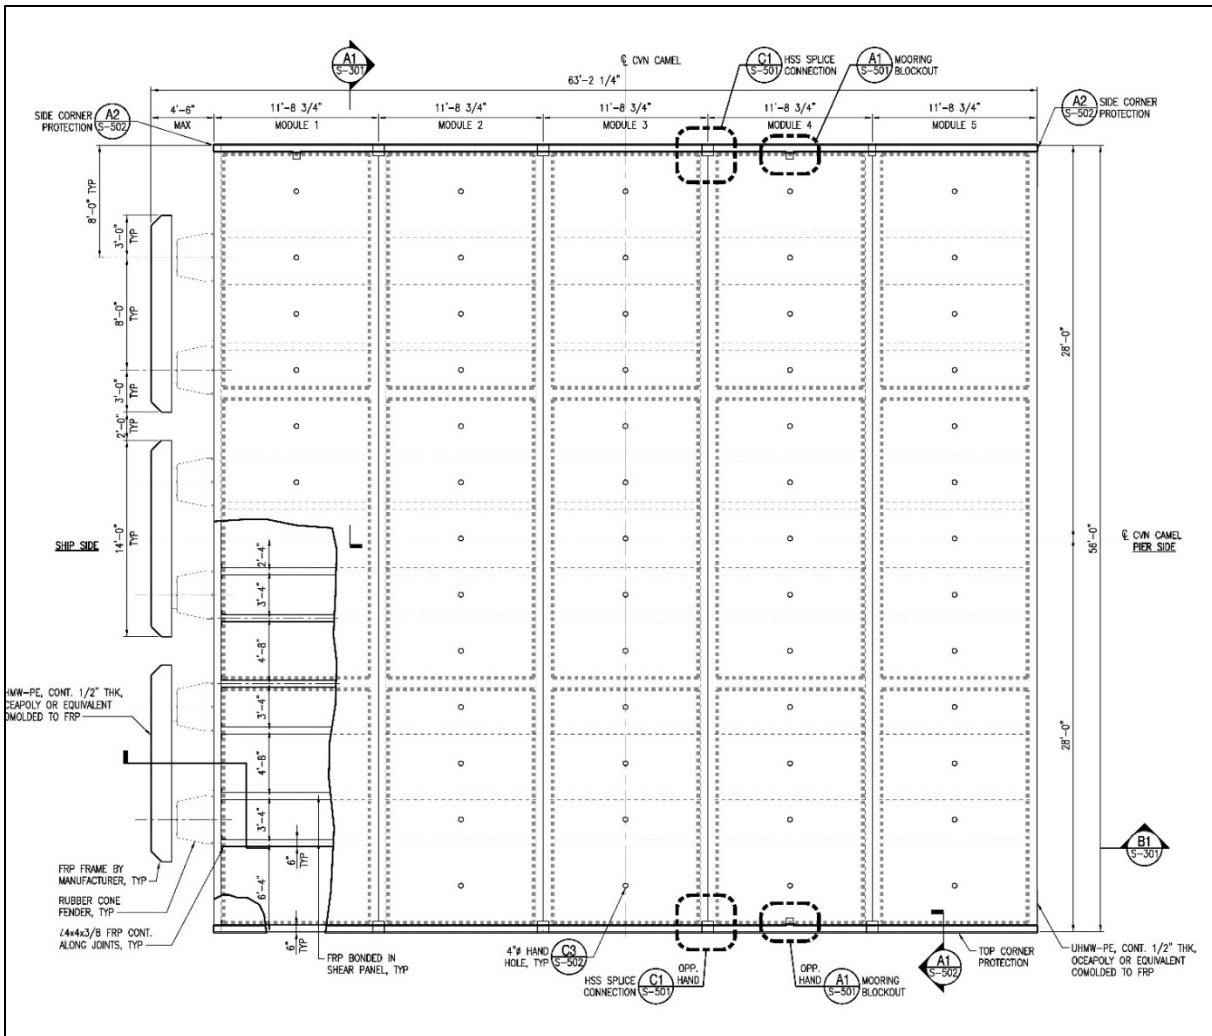 A1
S-301
℄ CVN CAMEL
C1
S-501
HSS SPLICE
CONNECTION
A1
S-501
MOORING
BLOCKOUT
63'-2 1/4"
SIDE CORNER
PROTECTION
A2
S-502
4'-6"
MAX
11'-8 3/4"
MODULE 1
11'-8 3/4"
MODULE 2
11'-8 3/4"
MODULE 3
11'-8 3/4"
MODULE 4
11'-8 3/4"
MODULE 5
A2
S-502
SIDE CORNER
PROTECTION
8'-0" TYP
3'-0"
TYP
8'-0"
TYP
3'-0"
TYP
2'-0"
TYP
14'-0"
TYP
28'-0"
56'-0"
28'-0"
SHIP SIDE
℄ CVN CAMEL
PIER SIDE
2'-4"
3'-4"
4'-8"
3'-4"
4'-8"
3'-4"
6"
TYP
6'-4"
6"
TYP
HMW-PE, CONT. 1/2" THK,
CEAPOLY OR EQUIVALENT
OMOLDED TO FRP
FRP FRAME BY
MANUFACTURER, TYP
RUBBER CONE
FENDER, TYP
L4x4x3/8 FRP CONT.
ALONG JOINTS, TYP
FRP BONDED IN
SHEAR PANEL, TYP
4"ø HAND
HOLE, TYP
C3
S-502
HSS SPLICE
CONNECTION
C1
S-501
OPP.
HAND
OPP.
HAND
A1
S-501
MOORING
BLOCKOUT
A1
S-502
TOP CORNER
PROTECTION
B1
S-301
UHMW-PE, CONT. 1/2" THK,
OCEAPOLY OR EQUIVALENT
COMOLDED TO FRP